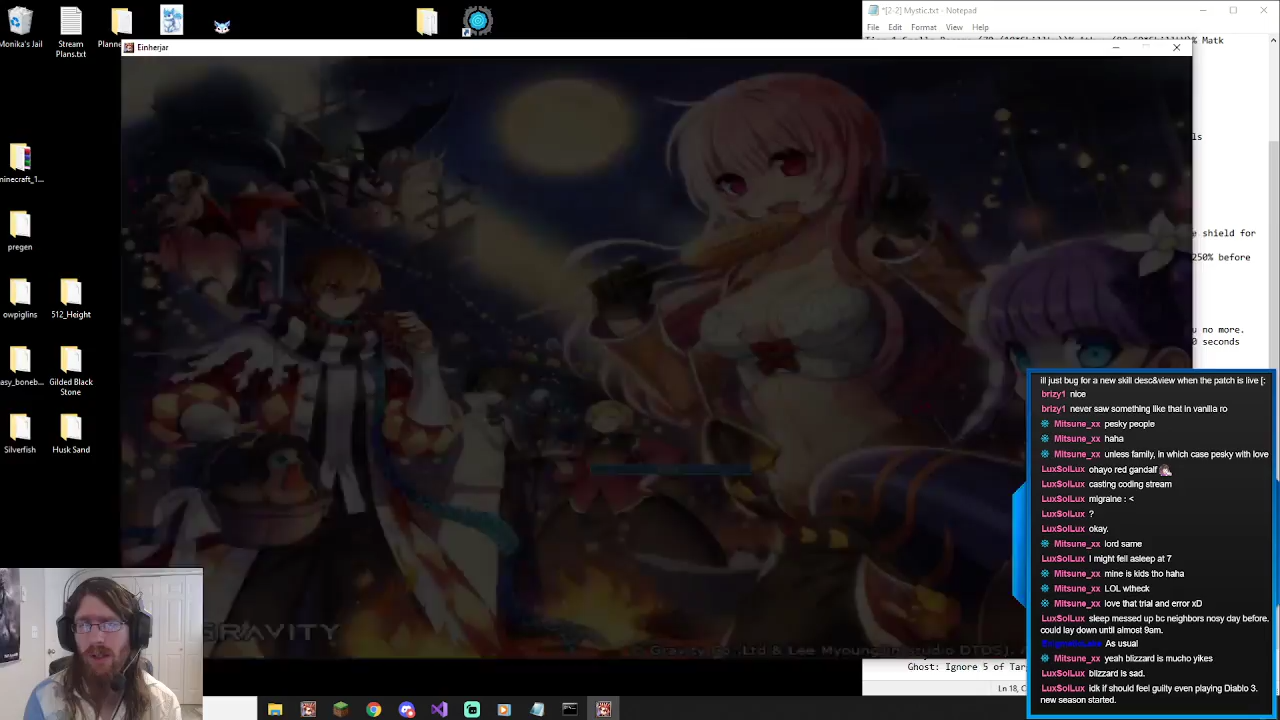 Monika's Jail
Stream Plans.txt
Planne
minecraft_1...
pregen
owpiglins
512_Height
asy_boneb...
Gilded Black Stone
Silverfish
Husk Sand
Einherjar
*[2-2] Mystic.txt - Notepad
File Edit Format View Help
% Matk
ls
e shield for
250% before
u no more.
0 seconds
GRAVITY
© Gravity Co., Ltd & Lee Myoungjin(studio DTDS). A
Ghost: Ignore 5 of Tar
Ln 18, C
ill just bug for a new skill desc&view when the patch is live [:
brizy1 nice
brizy1 never saw something like that in vanilla ro
Mitsune_xx pesky people
Mitsune_xx haha
Mitsune_xx unless family, in which case pesky with love
LuxSolLux ohayo red gandalf
LuxSolLux casting coding stream
LuxSolLux migraine : <
LuxSolLux ?
LuxSolLux okay.
Mitsune_xx lord same
LuxSolLux I might fell asleep at 7
Mitsune_xx mine is kids tho haha
Mitsune_xx LOL wtheck
Mitsune_xx love that trial and error xD
LuxSolLux sleep messed up bc neighbors nosy day before.
could lay down until almost 9am.
As usual
Mitsune_xx yeah blizzard is mucho yikes
LuxSolLux blizzard is sad.
LuxSolLux idk if should feel guilty even playing Diablo 3.
new season started.